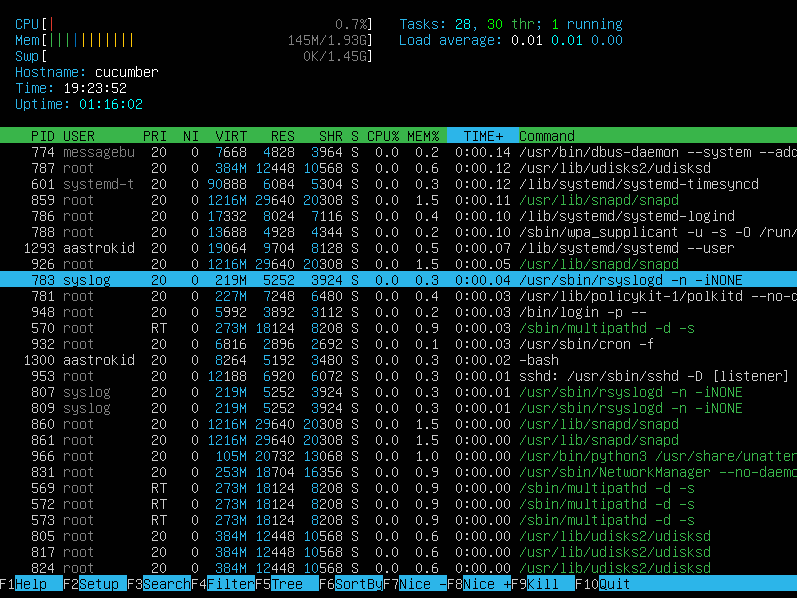 CPU[| 0.7%] Tasks: 28, 30 thr; 1 running
Mem[||||||||||| 145M/1.93G] Load average: 0.01 0.01 0.00
Swp[ 0K/1.45G]
Hostname: cucumber
Time: 19:23:52
Uptime: 01:16:02
PID USER PRI NI VIRT RES SHR S CPU% MEM% TIME+ Command
774 messagebu 20 0 7668 4828 3964 S 0.0 0.2 0:00.14 /usr/bin/dbus-daemon --system --add
787 root 20 0 384M 12448 10568 S 0.0 0.6 0:00.12 /usr/lib/udisks2/udisksd
601 systemd-t 20 0 90888 6084 5304 S 0.0 0.3 0:00.12 /lib/systemd/systemd-timesyncd
859 root 20 0 1216M 29640 20308 S 0.0 1.5 0:00.11 /usr/lib/snapd/snapd
786 root 20 0 17332 8024 7116 S 0.0 0.4 0:00.10 /lib/systemd/systemd-logind
788 root 20 0 13688 4928 4344 S 0.0 0.2 0:00.10 /sbin/wpa_supplicant -u -s -O /run/
1293 aastrokid 20 0 19064 9704 8128 S 0.0 0.5 0:00.07 /lib/systemd/systemd --user
926 root 20 0 1216M 29640 20308 S 0.0 1.5 0:00.05 /usr/lib/snapd/snapd
783 syslog 20 0 219M 5252 3924 S 0.0 0.3 0:00.04 /usr/sbin/rsyslogd -n -iNONE
781 root 20 0 227M 7248 6480 S 0.0 0.4 0:00.03 /usr/lib/policykit-1/polkitd --no-d
948 root 20 0 5992 3892 3112 S 0.0 0.2 0:00.03 /bin/login -p --
570 root RT 0 273M 18124 8208 S 0.0 0.9 0:00.03 /sbin/multipathd -d -s
932 root 20 0 6816 2896 2692 S 0.0 0.1 0:00.03 /usr/sbin/cron -f
1300 aastrokid 20 0 8264 5192 3480 S 0.0 0.3 0:00.02 -bash
953 root 20 0 12188 6920 6072 S 0.0 0.3 0:00.01 sshd: /usr/sbin/sshd -D [listener]
807 syslog 20 0 219M 5252 3924 S 0.0 0.3 0:00.01 /usr/sbin/rsyslogd -n -iNONE
809 syslog 20 0 219M 5252 3924 S 0.0 0.3 0:00.01 /usr/sbin/rsyslogd -n -iNONE
860 root 20 0 1216M 29640 20308 S 0.0 1.5 0:00.00 /usr/lib/snapd/snapd
861 root 20 0 1216M 29640 20308 S 0.0 1.5 0:00.00 /usr/lib/snapd/snapd
966 root 20 0 105M 20732 13068 S 0.0 1.0 0:00.00 /usr/bin/python3 /usr/share/unatten
831 root 20 0 253M 18704 16356 S 0.0 0.9 0:00.00 /usr/sbin/NetworkManager --no-daemo
569 root RT 0 273M 18124 8208 S 0.0 0.9 0:00.00 /sbin/multipathd -d -s
572 root RT 0 273M 18124 8208 S 0.0 0.9 0:00.00 /sbin/multipathd -d -s
573 root RT 0 273M 18124 8208 S 0.0 0.9 0:00.00 /sbin/multipathd -d -s
805 root 20 0 384M 12448 10568 S 0.0 0.6 0:00.00 /usr/lib/udisks2/udisksd
817 root 20 0 384M 12448 10568 S 0.0 0.6 0:00.00 /usr/lib/udisks2/udisksd
824 root 20 0 384M 12448 10568 S 0.0 0.6 0:00.00 /usr/lib/udisks2/udisksd
F1Help F2Setup F3SearchF4FilterF5Tree F6SortByF7Nice -F8Nice +F9Kill F10Quit